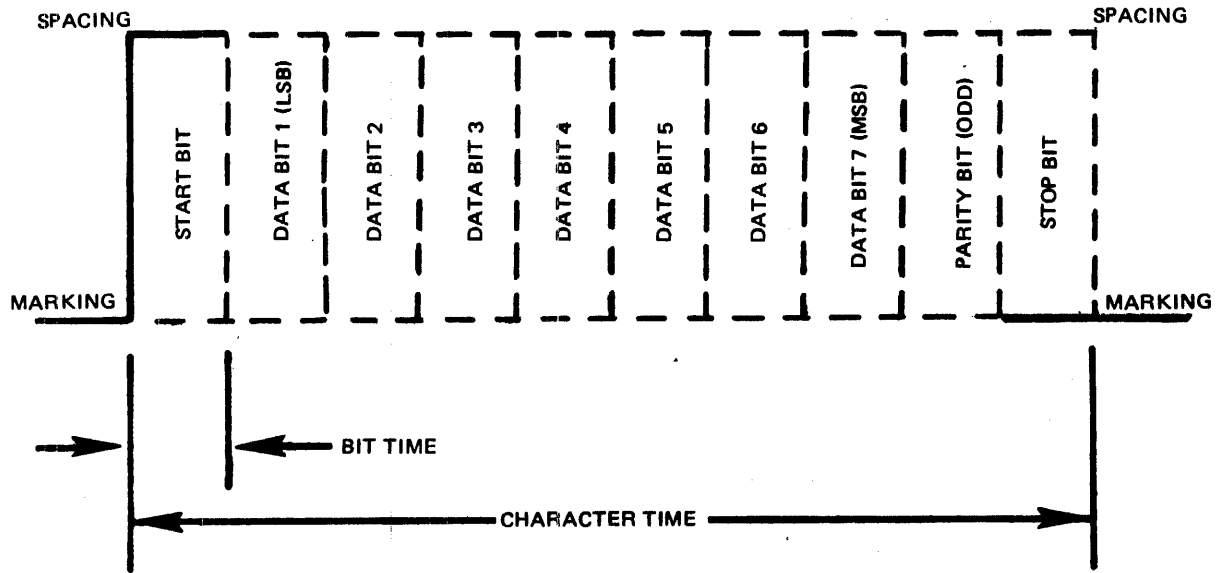 SPACING
SPACING
START BIT
DATA BIT 1 (LSB)
DATA BIT 2
DATA BIT 3
DATA BIT 4
DATA BIT 5
DATA BIT 6
DATA BIT 7 (MSB)
PARITY BIT (ODD)
STOP BIT
MARKING
MARKING
BIT TIME
CHARACTER TIME